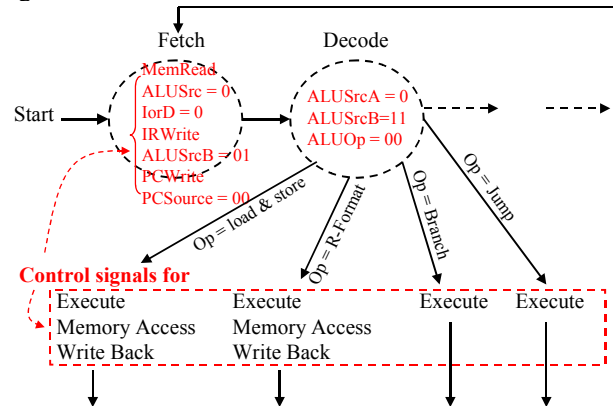 Fetch
Decode
MemRead
ALUSrc = 0
IorD = 0
IRWrite
ALUSrcB = 01
PCWrite
PCSource = 00
Start
ALUSrcA = 0
ALUSrcB=11
ALUOp = 00
Op = load & store
Op = R-Format
Op = Branch
Op = Jump
Control signals for
Execute
Memory Access
Write Back
Execute
Memory Access
Write Back
Execute
Execute